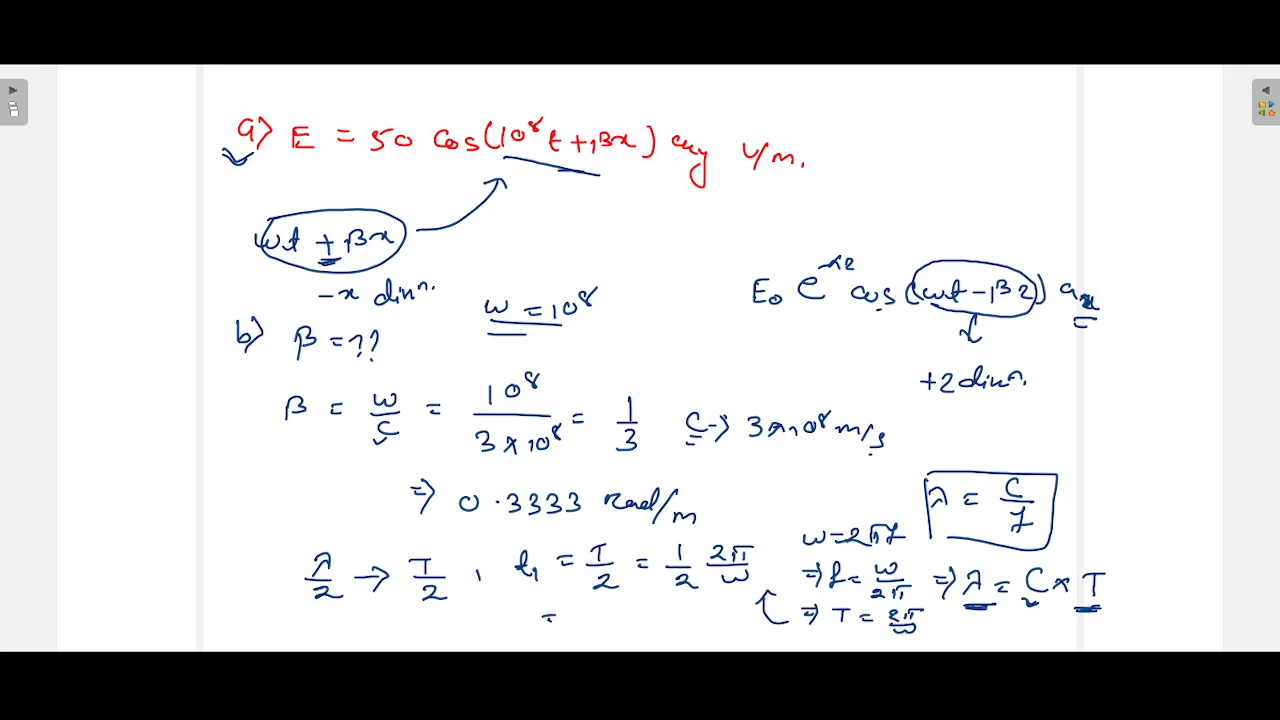 a) E = 50 cos(10⁸t + βx) ay V/m.
ωt + βx
-x dirⁿ.
ω = 10⁸
E₀ e^-αz cos(ωt - βz) aₓ
+z dirⁿ.
b) β = ??
β = ω/c = 10⁸/3×10⁸ = 1/3
c → 3×10⁸ m/s
⇒ 0.3333 rad/m
λ = c/f
λ/2 → T/2 , t₁ = T/2 = 1/2 2π/ω
=
ω = 2πf
⇒ f = ω/2π ⇒ λ = C × T
⇒ T = 2π/ω